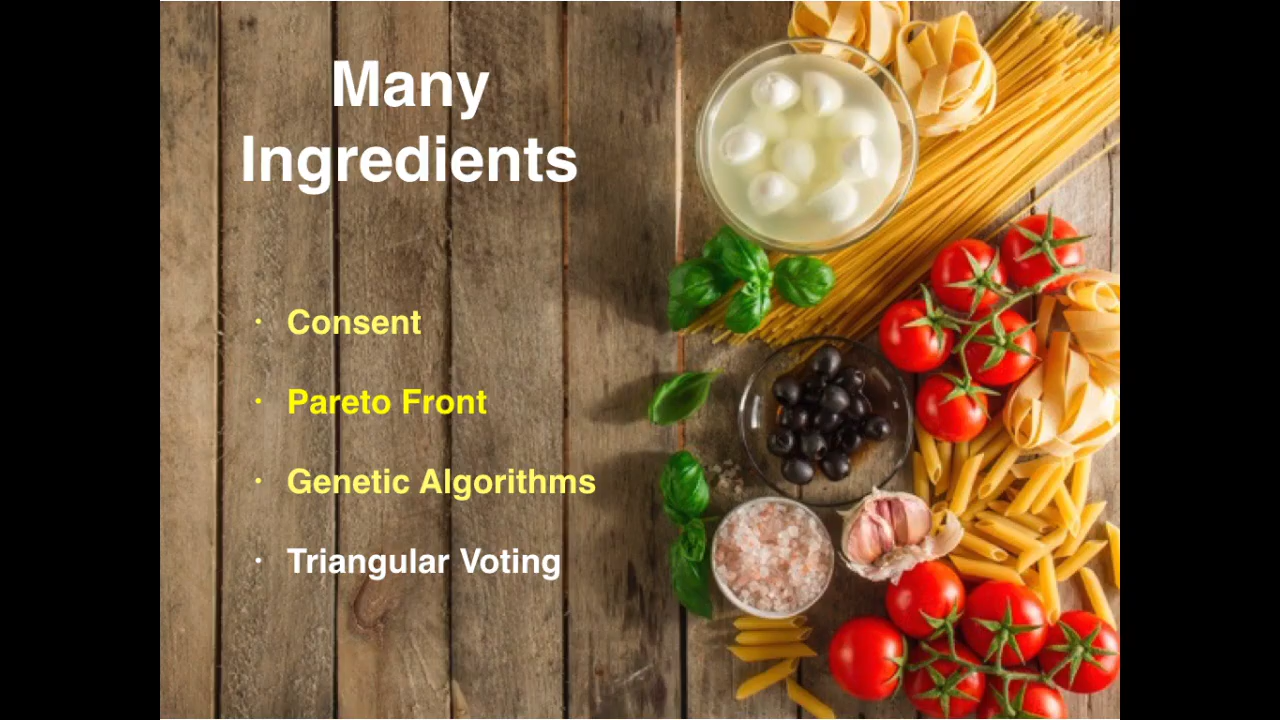 Many
Ingredients
· Consent
· Pareto Front
· Genetic Algorithms
· Triangular Voting